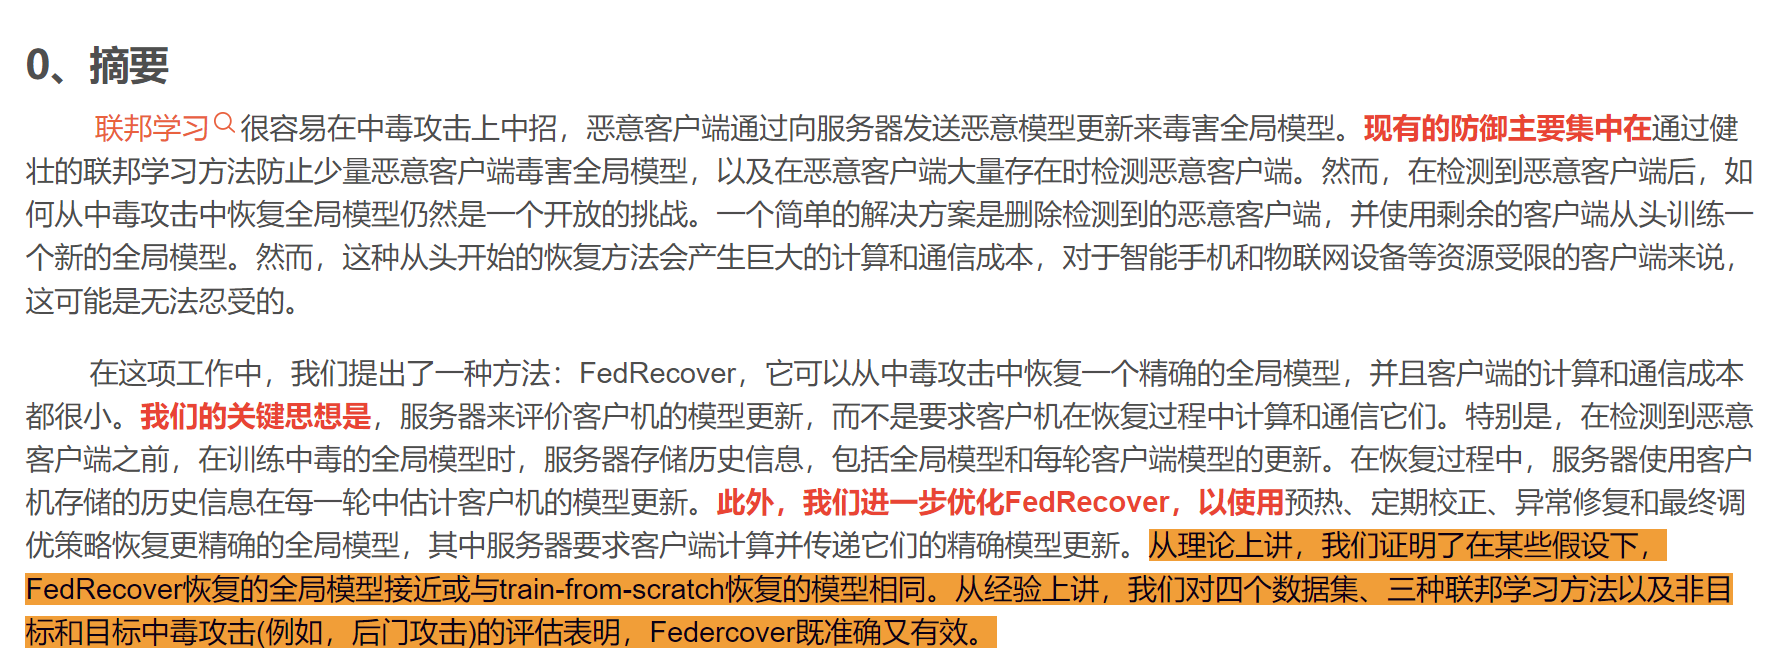 0、摘要
联邦学习很容易在中毒攻击上中招，恶意客户端通过向服务器发送恶意模型更新来毒害全局模型。现有的防御主要集中在通过健
壮的联邦学习方法防止少量恶意客户端毒害全局模型，以及在恶意客户端大量存在时检测恶意客户端。然而，在检测到恶意客户端后，如
何从中毒攻击中恢复全局模型仍然是一个开放的挑战。一个简单的解决方案是删除检测到的恶意客户端，并使用剩余的客户端从头训练一
个新的全局模型。然而，这种从头开始的恢复方法会产生巨大的计算和通信成本，对于智能手机和物联网设备等资源受限的客户端来说，
这可能是无法忍受的。
在这项工作中，我们提出了一种方法：FedRecover，它可以从中毒攻击中恢复一个精确的全局模型，并且客户端的计算和通信成本
都很小。我们的关键思想是，服务器来评价客户机的模型更新，而不是要求客户机在恢复过程中计算和通信它们。特别是，在检测到恶意
客户端之前，在训练中毒的全局模型时，服务器存储历史信息，包括全局模型和每轮客户端模型的更新。在恢复过程中，服务器使用客户
机存储的历史信息在每一轮中估计客户机的模型更新。此外，我们进一步优化FedRecover，以使用预热、定期校正、异常修复和最终调
优策略恢复更精确的全局模型，其中服务器要求客户端计算并传递它们的精确模型更新。从理论上讲，我们证明了在某些假设下，
FedRecover恢复的全局模型接近或与train-from-scratch恢复的模型相同。从经验上讲，我们对四个数据集、三种联邦学习方法以及非目
标和目标中毒攻击(例如，后门攻击)的评估表明，Federcover既准确又有效。